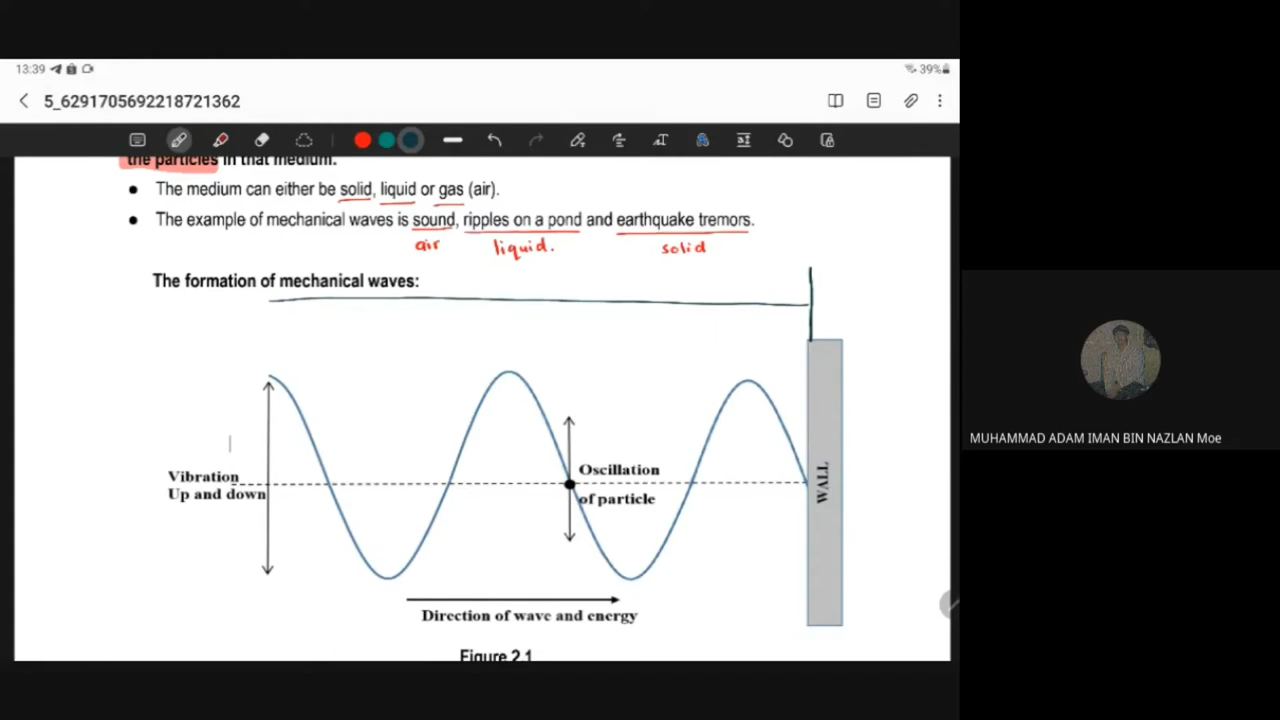 13:39
39%
5_6291705692218721362
the particles in that medium.
● The medium can either be solid, liquid or gas (air).
● The example of mechanical waves is sound, ripples on a pond and earthquake tremors.
air liquid. solid
The formation of mechanical waves:
Oscillation
of particle
Vibration
Up and down
WALL
MUHAMMAD ADAM IMAN BIN NAZLAN Moe
Direction of wave and energy
Figure 2.1